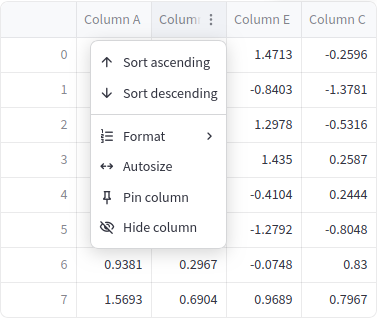 Column A Column E Column C
0 1.4713 -0.2596
1 -0.8403 -1.3781
2 1.2978 -0.5316
3 1.435 0.2587
4 -0.4104 0.2444
5 -1.2792 -0.8048
6 0.9381 0.2967 -0.0748 0.83
7 1.5693 0.6904 0.9689 0.7967
Sort ascending
Sort descending
Format
Autosize
Pin column
Hide column